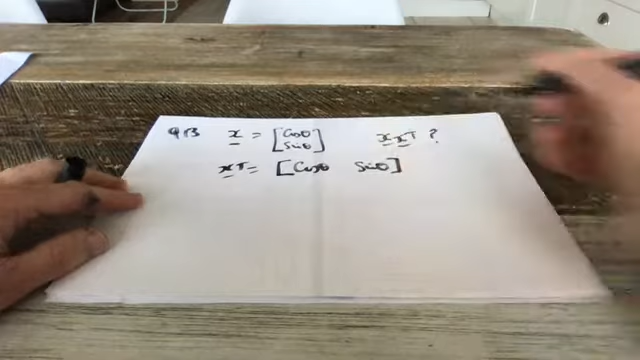 Q13 x = [cosθ sinθ] xxT ?
xT = [cosθ sinθ]